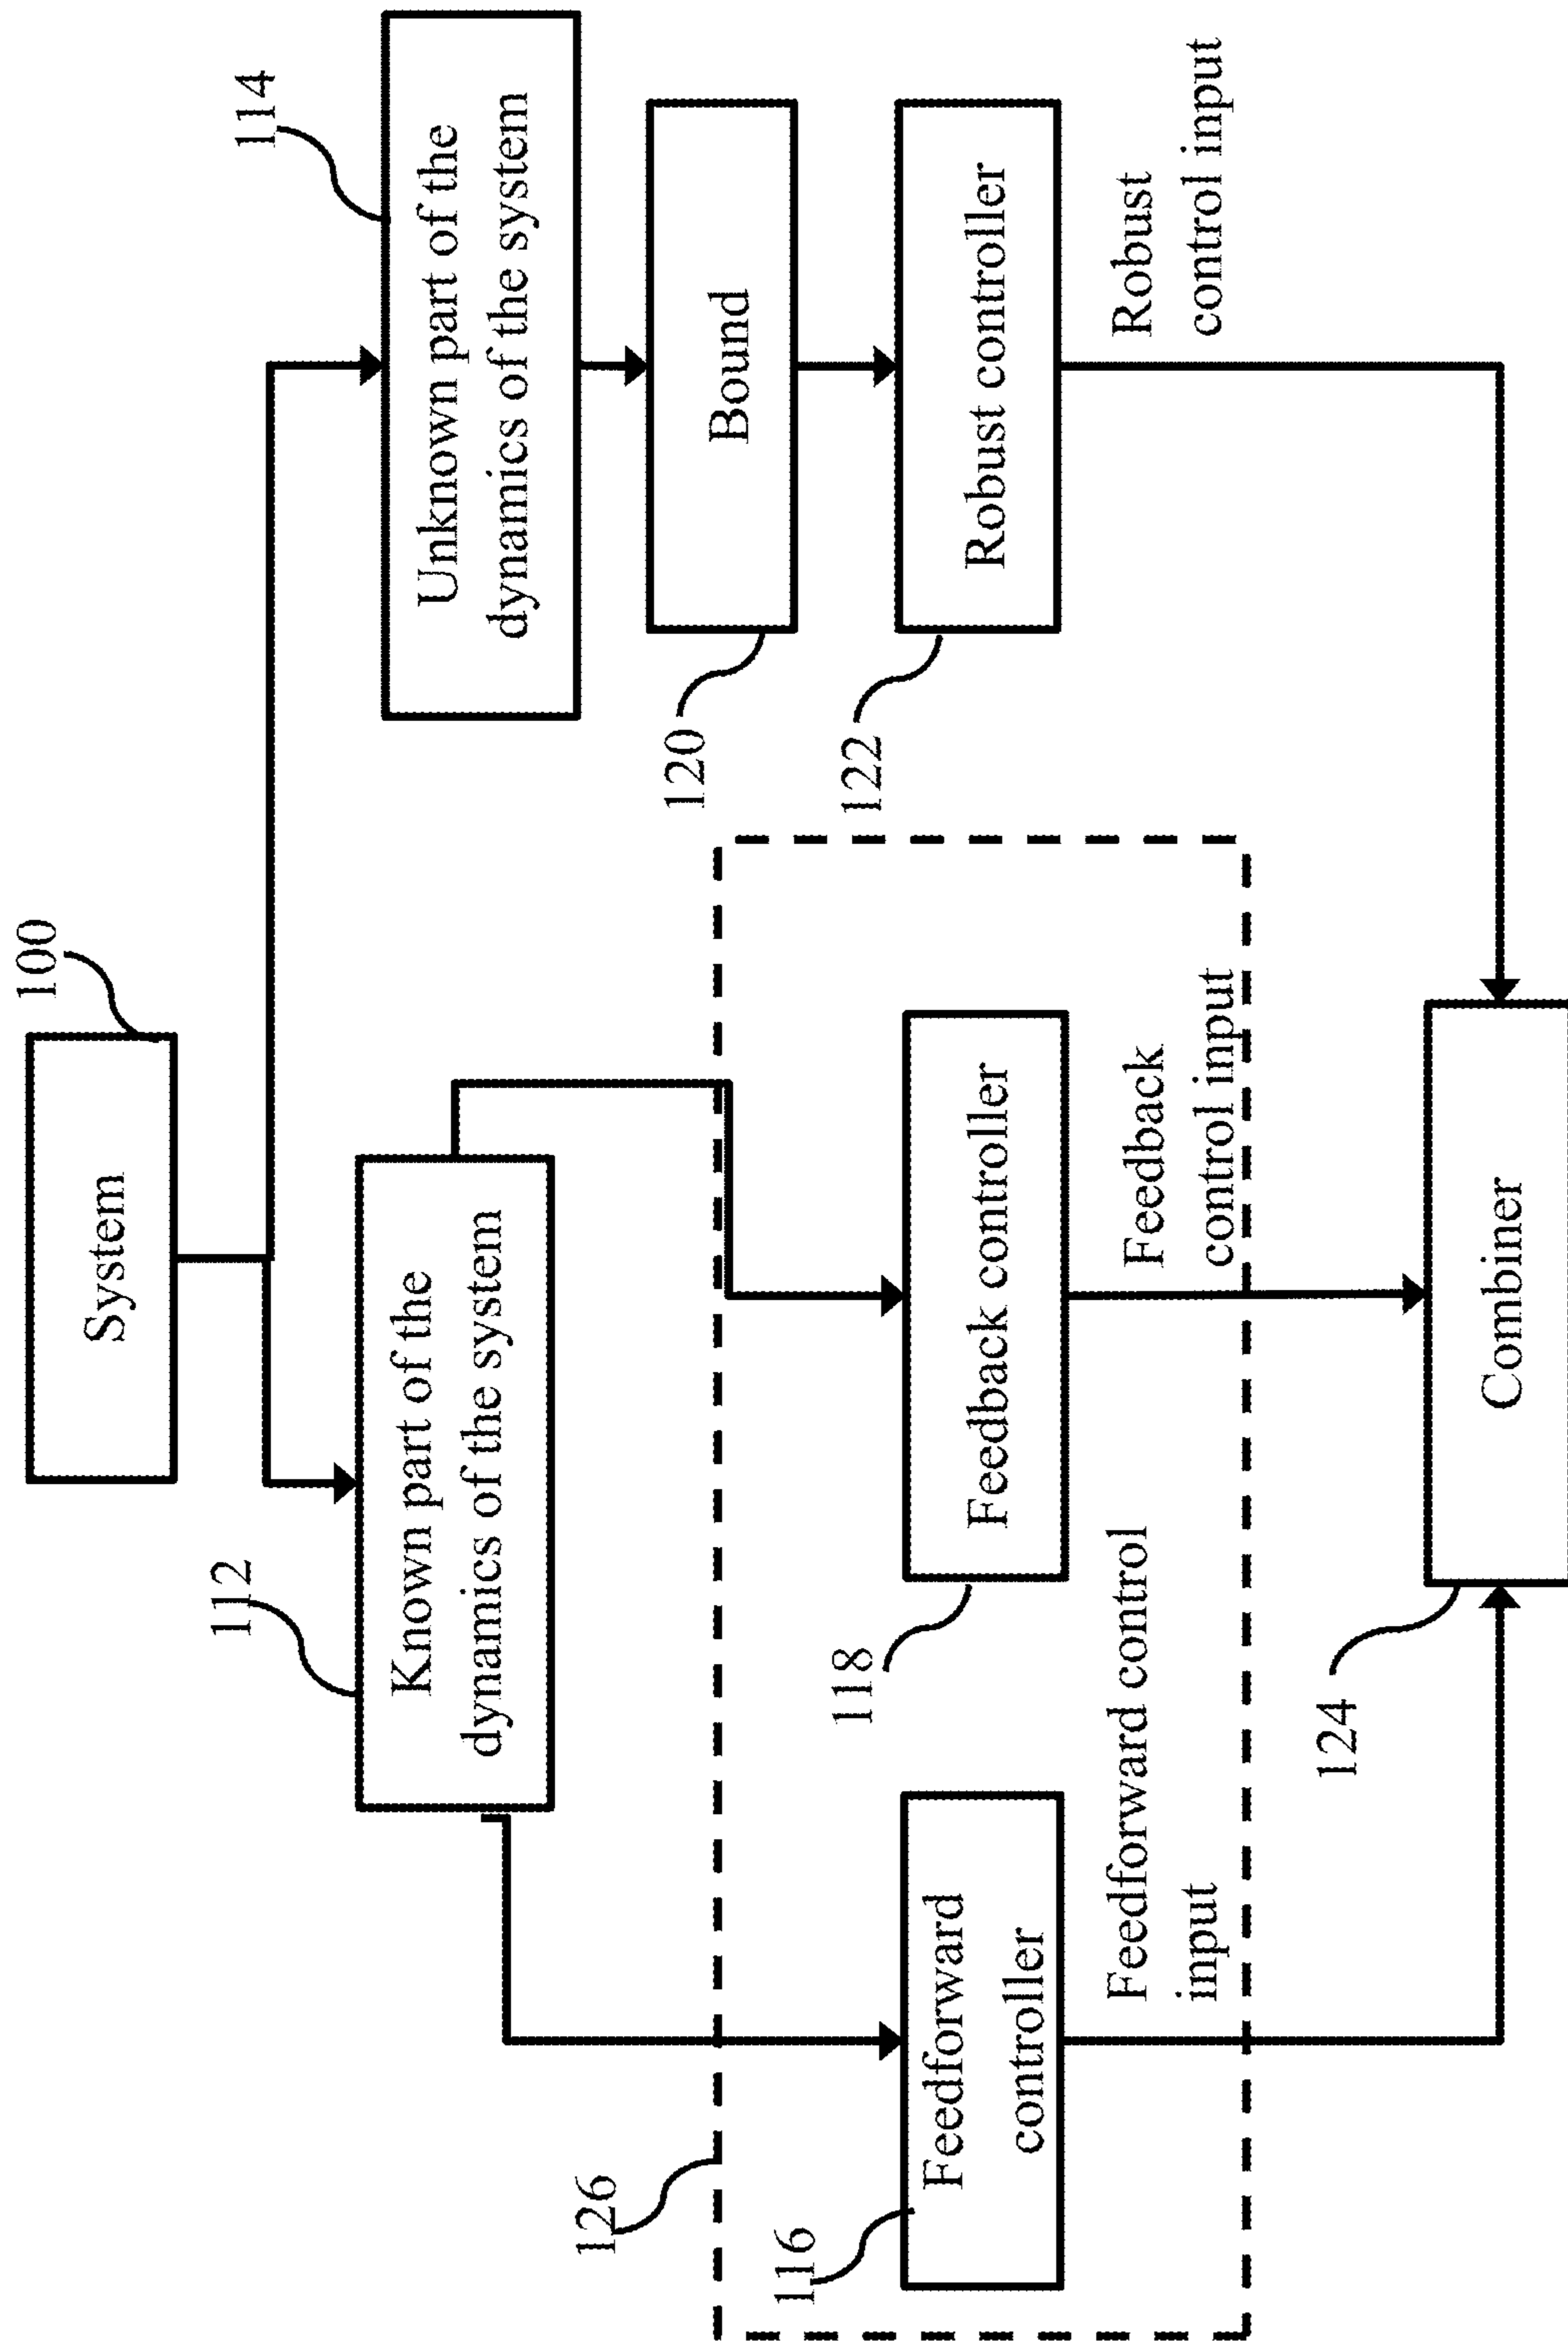 System
100
112
Known part of the
dynamics of the system
114
Unknown part of the
dynamics of the system
120
Bound
126
116
Feedforward
controller
118
Feedback controller
122
Robust controller
Feedforward control
input
Feedback
control input
Robust
control input
124
Combiner